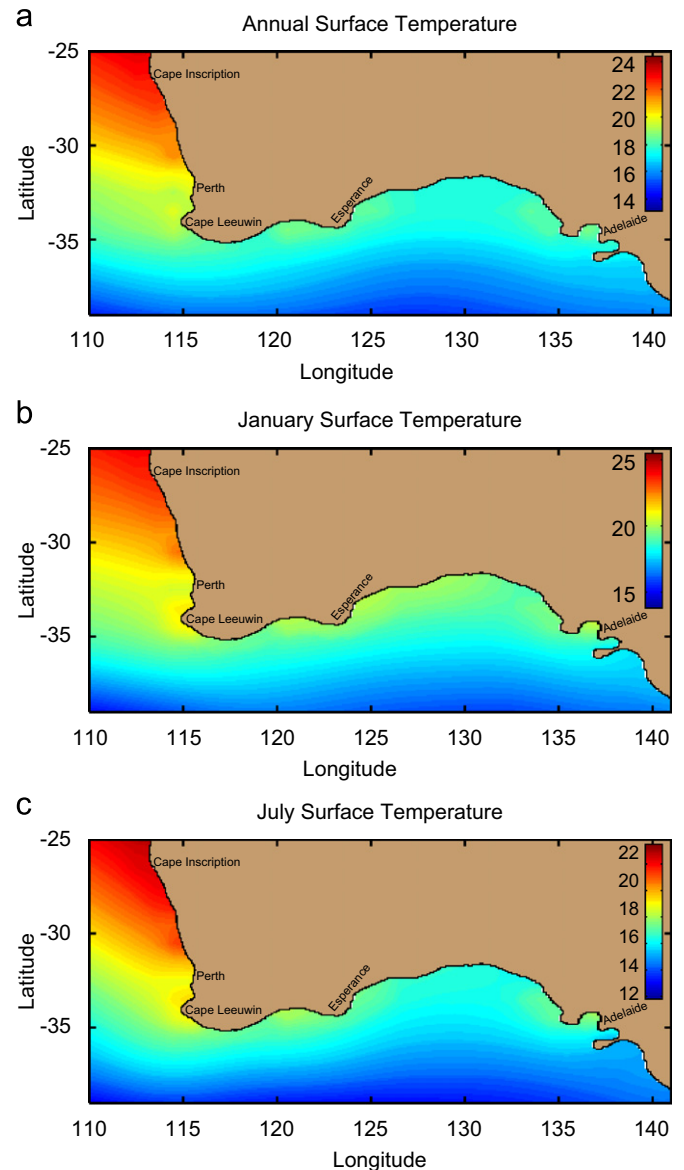 a
Annual Surface Temperature
-25
-30
-35
Latitude
Cape Inscription
Perth
Cape Leeuwin
Esperance
Adelaide
24
22
20
18
16
14
110 115 120 125 130 135 140
Longitude
b
January Surface Temperature
-25
-30
-35
Latitude
Cape Inscription
Perth
Cape Leeuwin
Esperance
Adelaide
25
20
15
110 115 120 125 130 135 140
Longitude
c
July Surface Temperature
-25
-30
-35
Latitude
Cape Inscription
Perth
Cape Leeuwin
Esperance
Adelaide
22
20
18
16
14
12
110 115 120 125 130 135 140
Longitude